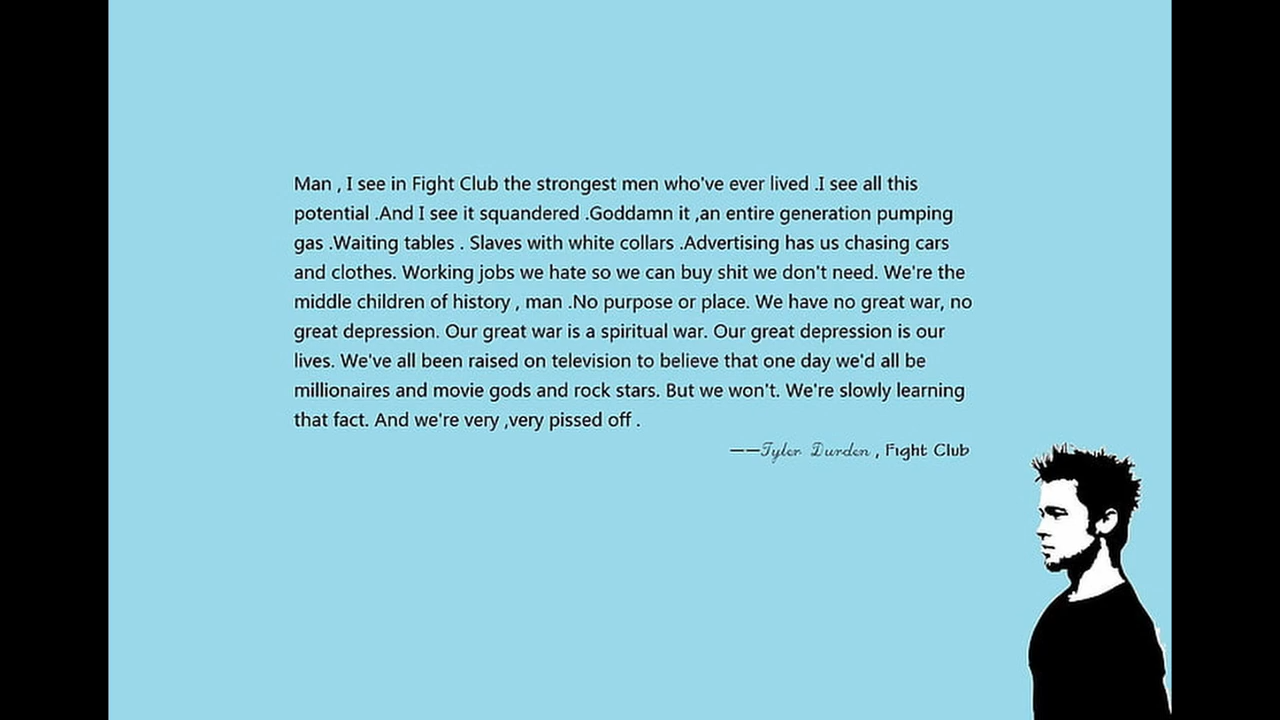 Man , I see in Fight Club the strongest men who've ever lived .I see all this
potential .And I see it squandered .Goddamn it ,an entire generation pumping
gas .Waiting tables . Slaves with white collars .Advertising has us chasing cars
and clothes. Working jobs we hate so we can buy shit we don't need. We're the
middle children of history , man .No purpose or place. We have no great war, no
great depression. Our great war is a spiritual war. Our great depression is our
lives. We've all been raised on television to believe that one day we'd all be
millionaires and movie gods and rock stars. But we won't. We're slowly learning
that fact. And we're very ,very pissed off .
——Tyler Durden , Fight Club